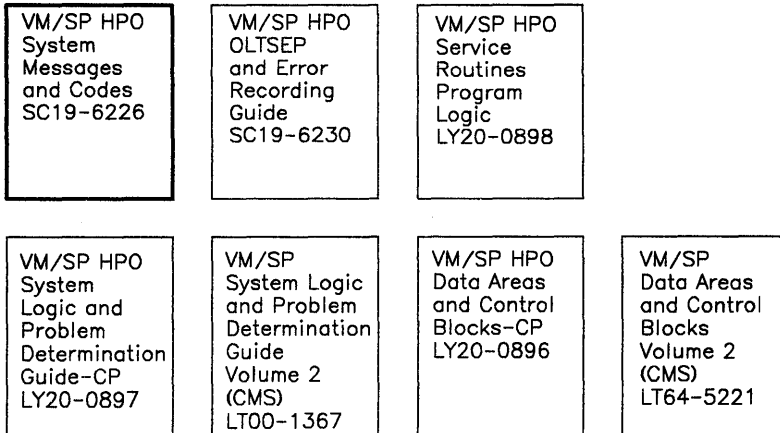 VM/SP HPO
System
Messages
and Codes
SC19-6226
VM/SP HPO
OLTSEP
and Error
Recording
Guide
SC19-6230
VM/SP HPO
Service
Routines
Program
Logic
LY20-0898
VM/SP HPO
System
Logic and
Problem
Determination
Guide-CP
LY20-0897
VM/SP
System Logic
and Problem
Determination
Guide
Volume 2
(CMS)
LT00-1367
VM/SP HPO
Data Areas
and Control
Blocks-CP
LY20-0896
VM/SP
Data Areas
and Control
Blocks
Volume 2
(CMS)
LT64-5221